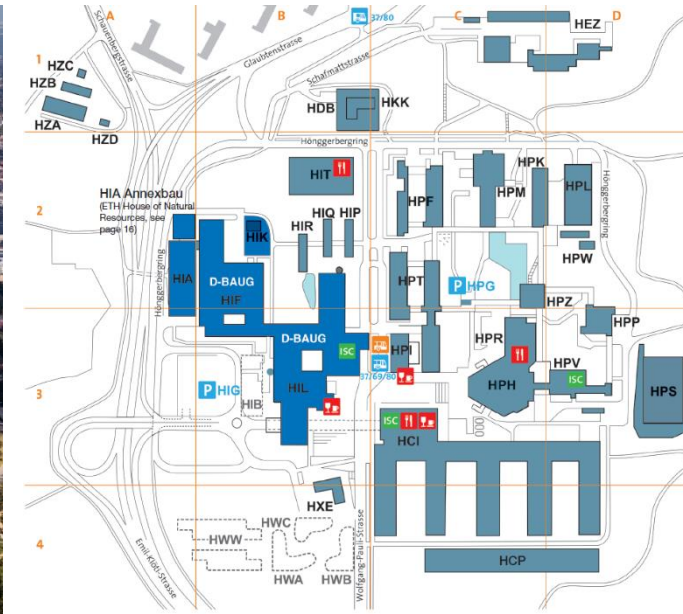 A
B
C
D
1
2
3
4
37/80
HEZ
Schauenbergstrasse
Glaubtenstrasse
Schafmattstrasse
HZC
HZB
HZA
HZD
HDB
HKK
Hönggerbergring
HIT
HPK
HPM
HPL
HPF
Hönggerbergring
HIA Annexbau
(ETH House of Natural
Resources, see
page 16)
HIQ
HIP
HIR
HIK
HPW
Hönggerbergring
HIA
D-BAUG
HIF
HPT
P HPG
HPZ
HPP
D-BAUG
ISC
HPI
37/69/80
HPR
HPV
ISC
HPH
HPS
P HIG
HIB
HIL
ISC
HCI
HXE
HWC
HWW
HWA
HWB
Emil-Klöti-Strasse
Wolfgang-Pauli-Strasse
HCP